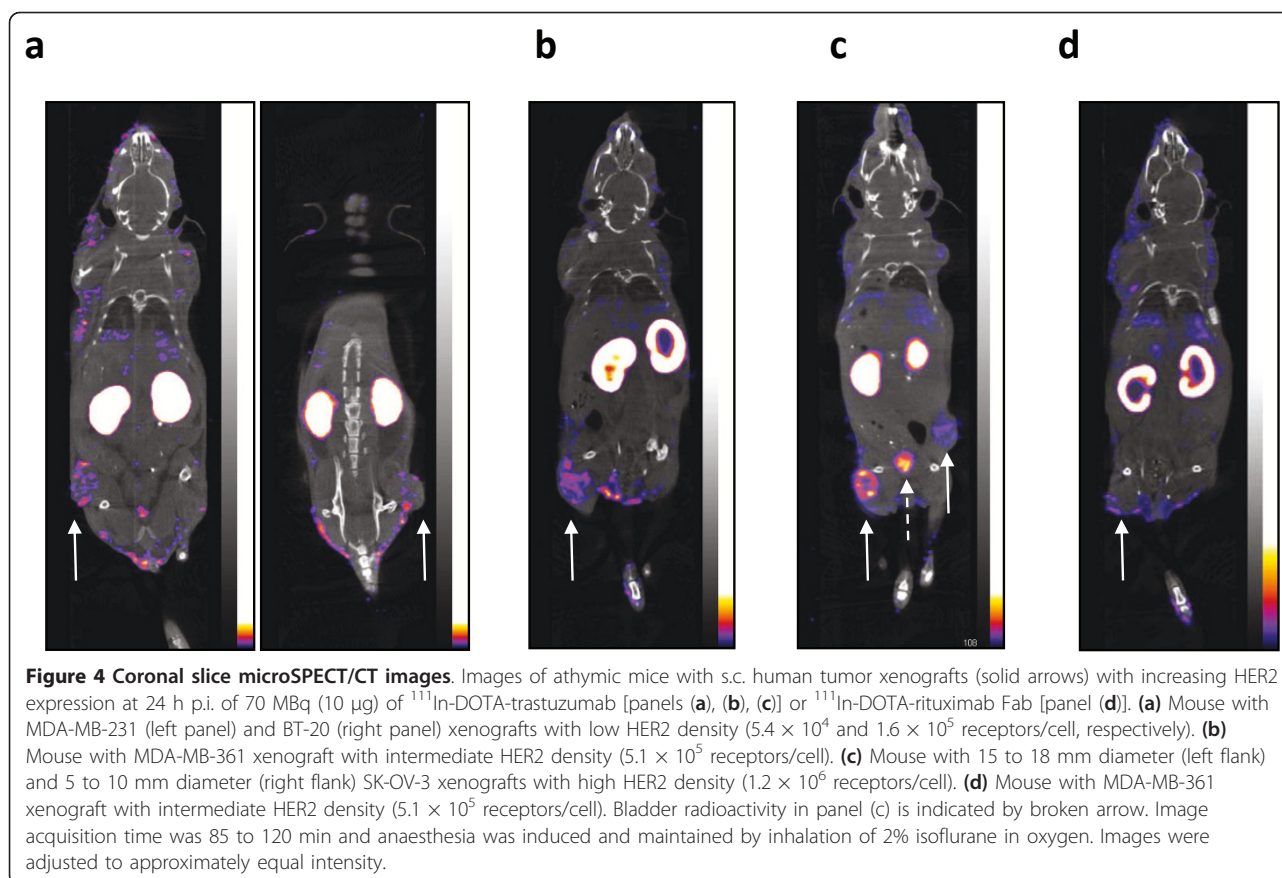 a
b
c
d
108
Figure 4 Coronal slice microSPECT/CT images. Images of athymic mice with s.c. human tumor xenografts (solid arrows) with increasing HER2
expression at 24 h p.i. of 70 MBq (10 μg) of ¹¹¹In-DOTA-trastuzumab [panels (a), (b), (c)] or ¹¹¹In-DOTA-rituximab Fab [panel (d)]. (a) Mouse with
MDA-MB-231 (left panel) and BT-20 (right panel) xenografts with low HER2 density (5.4 × 10⁴ and 1.6 × 10⁵ receptors/cell, respectively). (b)
Mouse with MDA-MB-361 xenograft with intermediate HER2 density (5.1 × 10⁵ receptors/cell). (c) Mouse with 15 to 18 mm diameter (left flank)
and 5 to 10 mm diameter (right flank) SK-OV-3 xenografts with high HER2 density (1.2 × 10⁶ receptors/cell). (d) Mouse with MDA-MB-361
xenograft with intermediate HER2 density (5.1 × 10⁵ receptors/cell). Bladder radioactivity in panel (c) is indicated by broken arrow. Image
acquisition time was 85 to 120 min and anaesthesia was induced and maintained by inhalation of 2% isoflurane in oxygen. Images were
adjusted to approximately equal intensity.